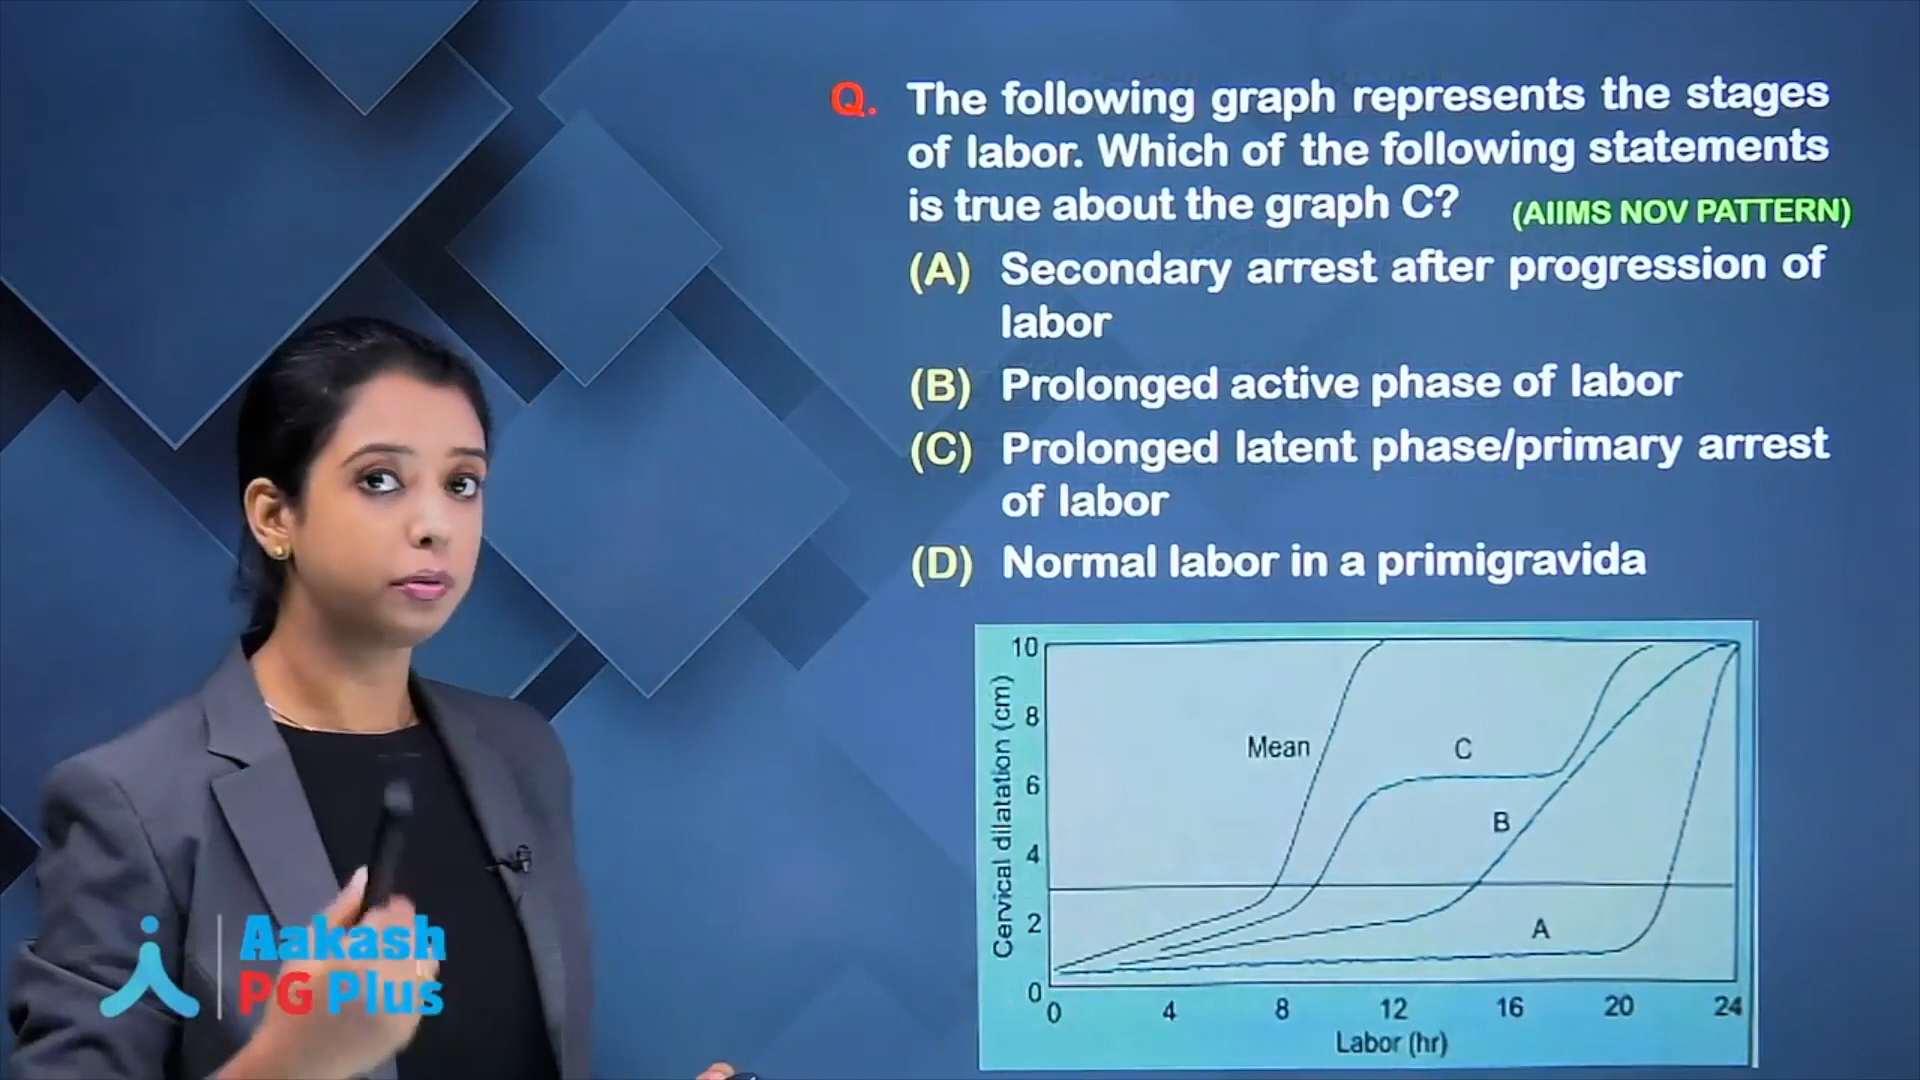 Q. The following graph represents the stages
of labor. Which of the following statements
is true about the graph C? (AIIMS NOV PATTERN)
(A) Secondary arrest after progression of
labor
(B) Prolonged active phase of labor
(C) Prolonged latent phase/primary arrest
of labor
(D) Normal labor in a primigravida
10
8
6
4
2
0
Cervical dilatation (cm)
Mean
C
B
A
0 4 8 12 16 20 24
Labor (hr)
Aakash
PG Plus